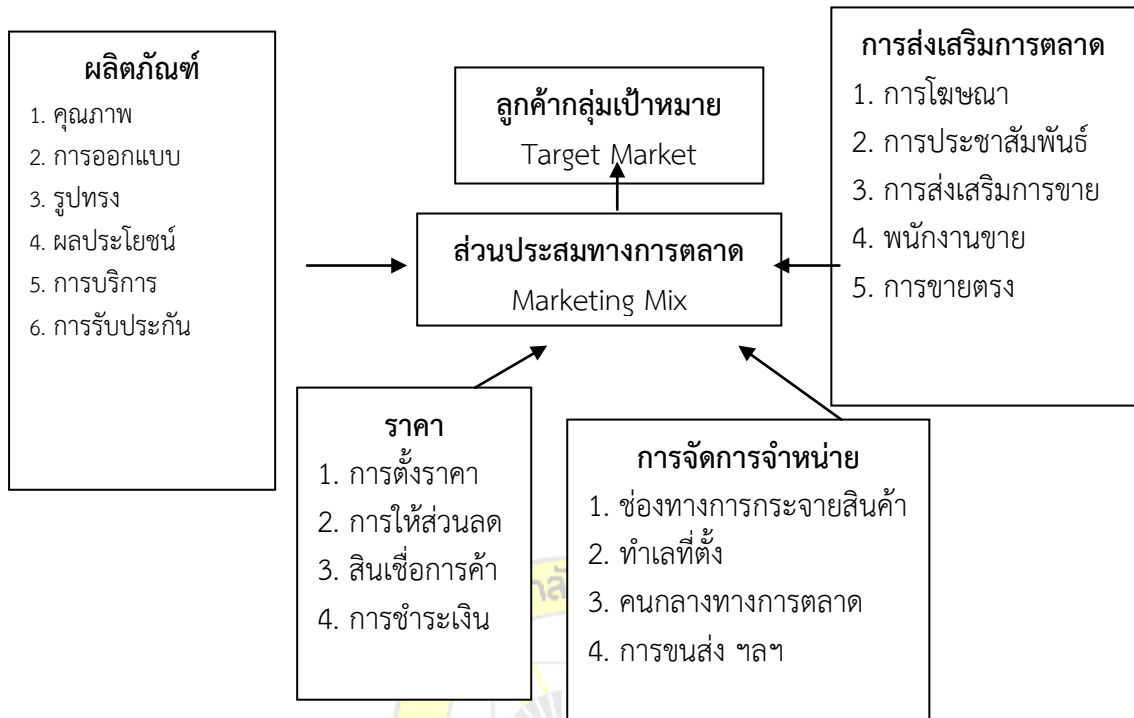 ผลิตภัณฑ์
1. คุณภาพ
2. การออกแบบ
3. รูปทรง
4. ผลประโยชน์
5. การบริการ
6. การรับประกัน
ลูกค้ากลุ่มเป้าหมาย
Target Market
ส่วนประสมทางการตลาด
Marketing Mix
การส่งเสริมการตลาด
1. การโฆษณา
2. การประชาสัมพันธ์
3. การส่งเสริมการขาย
4. พนักงานขาย
5. การขายตรง
ราคา
1. การตั้งราคา
2. การให้ส่วนลด
3. สินเชื่อการค้า
4. การชำระเงิน
การจัดการจำหน่าย
1. ช่องทางการกระจายสินค้า
2. ทำเลที่ตั้ง
3. คนกลางทางการตลาด
4. การขนส่ง ฯลฯ